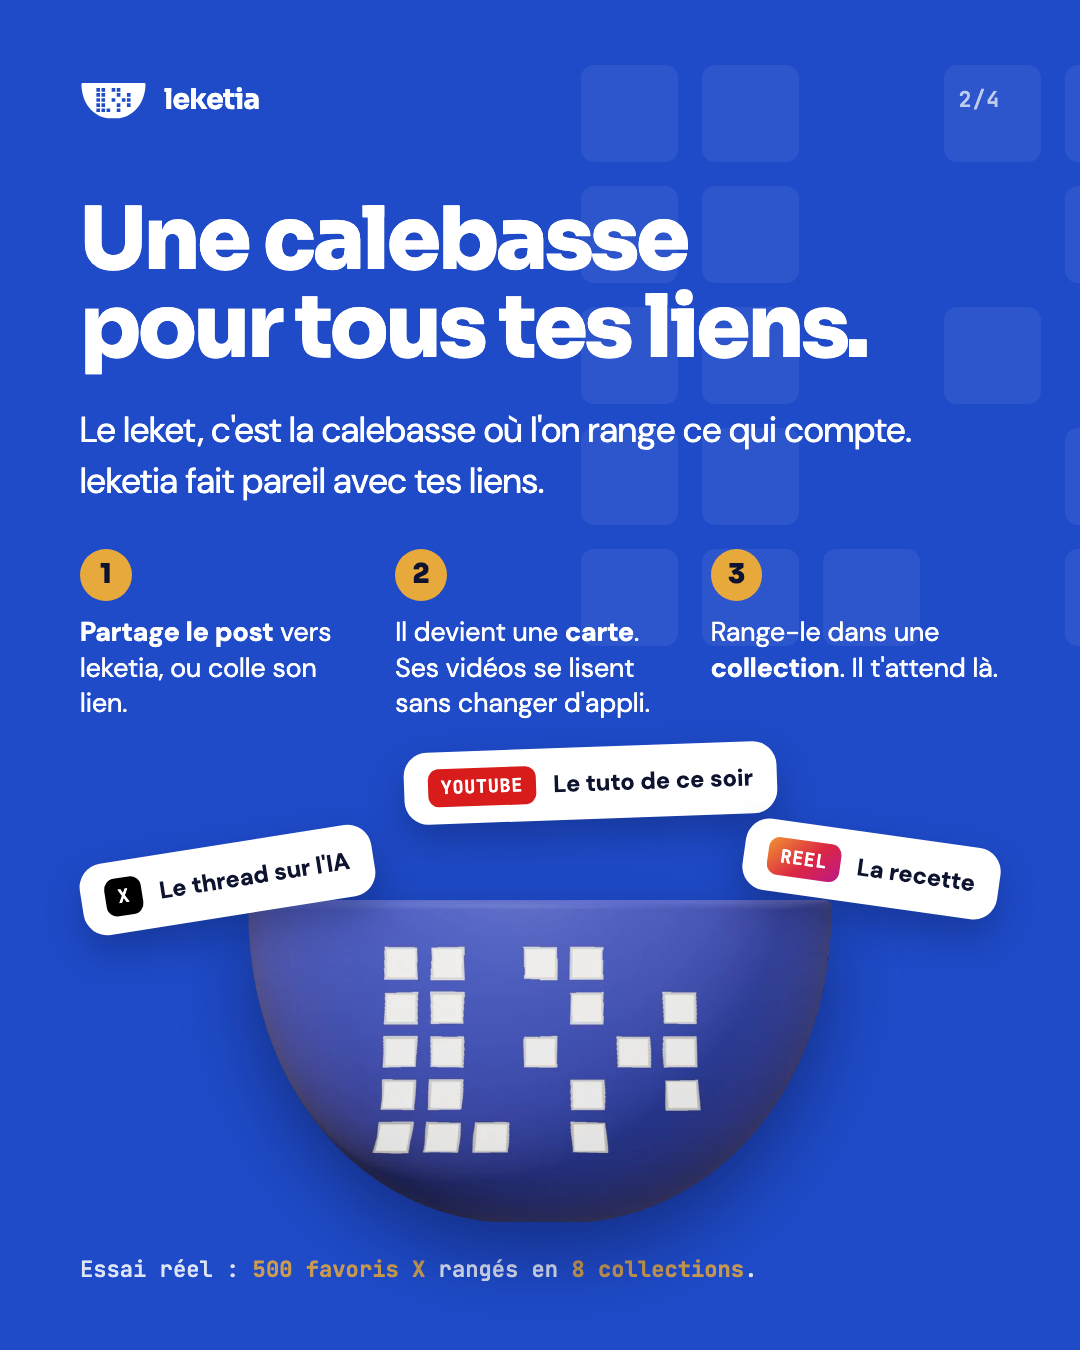 leketia
2/4
Une calebasse
pour tous tes liens.
Le leket, c'est la calebasse où l'on range ce qui compte.
leketia fait pareil avec tes liens.
1
Partage le post vers
leketia, ou colle son
lien.
2
Il devient une carte.
Ses vidéos se lisent
sans changer d'appli.
3
Range-le dans une
collection. Il t'attend là.
YOUTUBE Le tuto de ce soir
X Le thread sur l'IA
REEL La recette
Essai réel : 500 favoris X rangés en 8 collections.